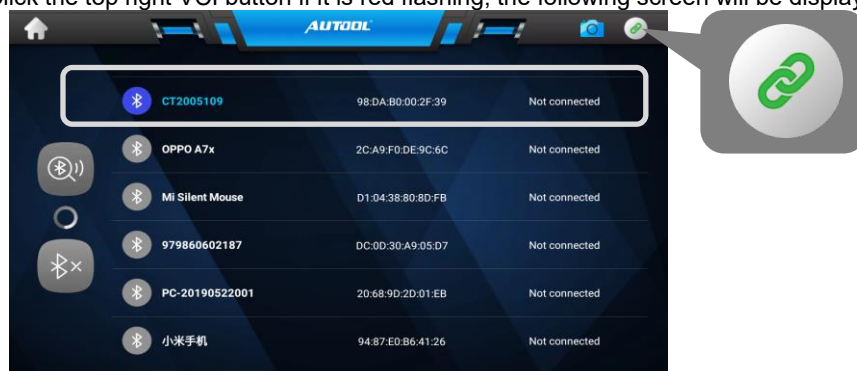 click the top right VCI button if it is red flashing, the following screen will be display
AUTOOL
CT2005109 98:DA:B0:00:2F:39 Not connected
OPPO A7x 2C:A9:F0:DE:9C:6C Not connected
Mi Silent Mouse D1:04:38:80:8D:FB Not connected
979860602187 DC:0D:30:A9:05:D7 Not connected
PC-20190522001 20:68:9D:2D:01:EB Not connected
小米手机 94:87:E0:B6:41:26 Not connected